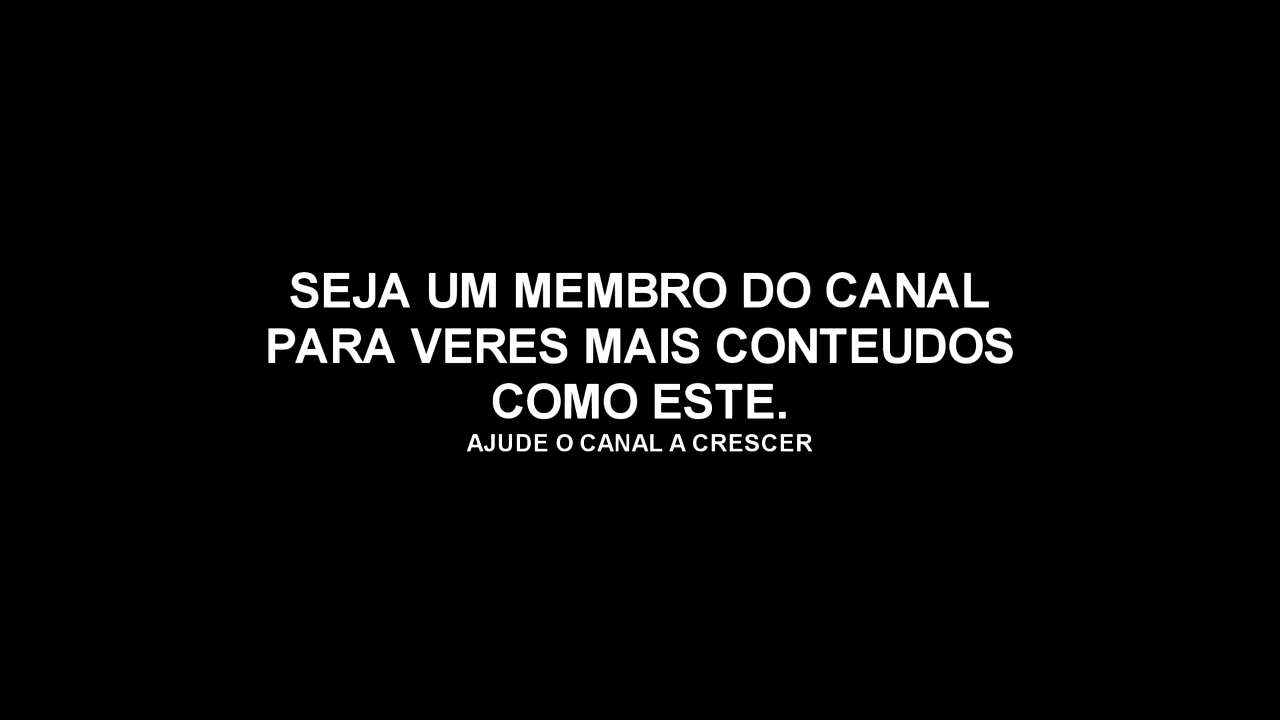 SEJA UM MEMBRO DO CANAL
PARA VERES MAIS CONTEUDOS
COMO ESTE.
AJUDE O CANAL A CRESCER